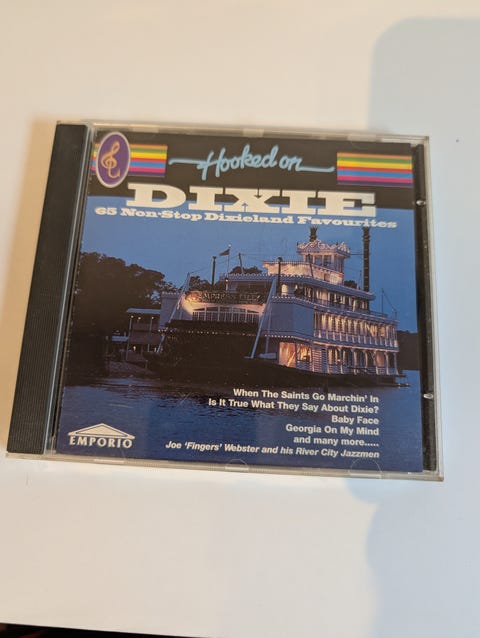 Hooked on
DIXIE
65 Non-Stop Dixieland Favourites
When The Saints Go Marchin' In
Is It True What They Say About Dixie?
Baby Face
Georgia On My Mind
and many more.....
EMPORIO
Joe 'Fingers' Webster and his River City Jazzmen